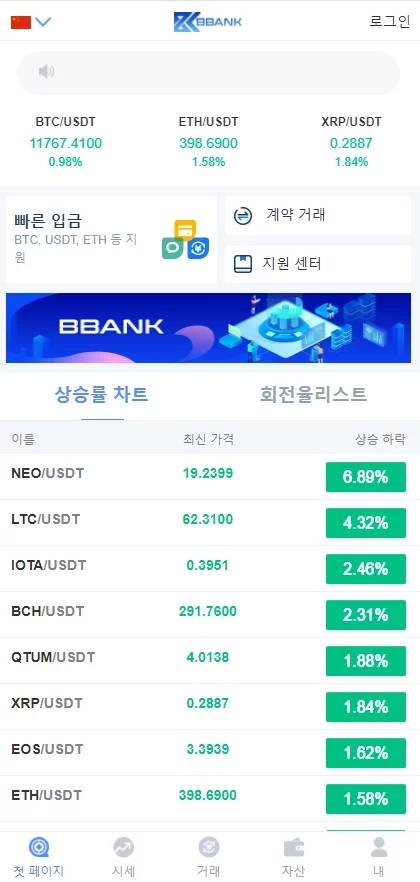 BBANK
로그인
BTC/USDT ETH/USDT XRP/USDT
11767.4100 398.6900 0.2887
0.98% 1.58% 1.84%
빠른 입금
BTC, USDT, ETH 등 지
원
계약 거래
지원 센터
BBANK
상승률 차트 회전율리스트
이름 최신 가격 상승 하락
NEO/USDT 19.2399 6.89%
LTC/USDT 62.3100 4.32%
IOTA/USDT 0.3951 2.46%
BCH/USDT 291.7600 2.31%
QTUM/USDT 4.0138 1.88%
XRP/USDT 0.2887 1.84%
EOS/USDT 3.3939 1.62%
ETH/USDT 398.6900 1.58%
첫 페이지 시세 거래 자산 내